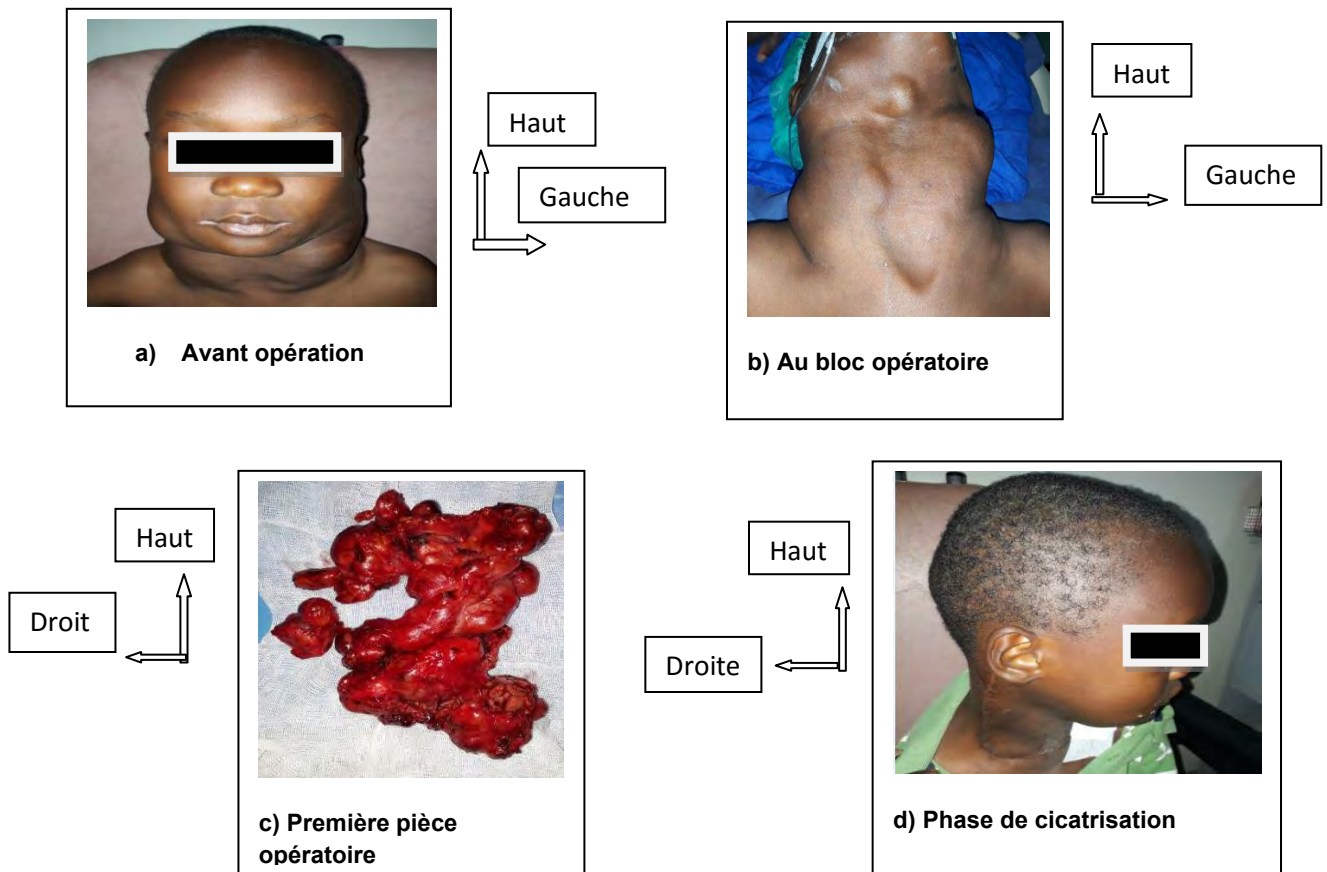 Haut
Gauche
a) Avant opération
Haut
Gauche
b) Au bloc opératoire
Haut
Droit
c) Première pièce
opératoire
Haut
Droite
d) Phase de cicatrisation